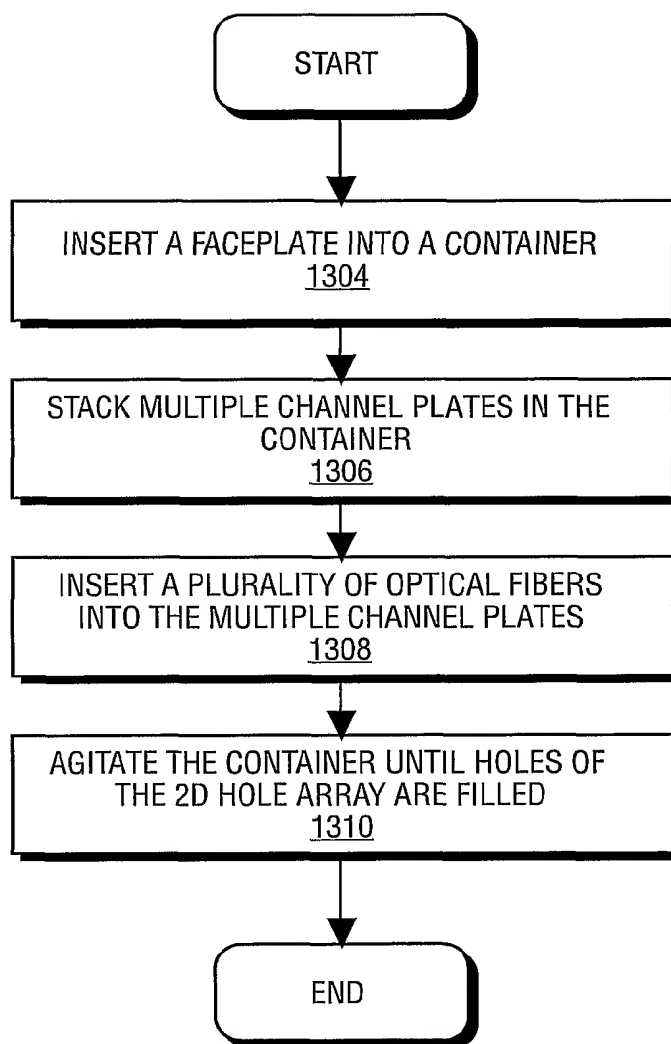 START
INSERT A FACEPLATE INTO A CONTAINER
1304
STACK MULTIPLE CHANNEL PLATES IN THE
CONTAINER
1306
INSERT A PLURALITY OF OPTICAL FIBERS
INTO THE MULTIPLE CHANNEL PLATES
1308
AGITATE THE CONTAINER UNTIL HOLES OF
THE 2D HOLE ARRAY ARE FILLED
1310
END